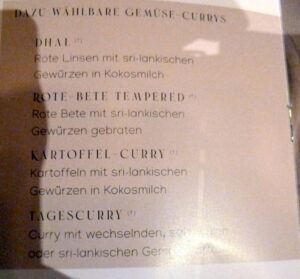 DAZU WÄHLBARE GEMÜSE-CURRYS
DHAL
Rote Linsen mit sri-lankischen
Gewürzen in Kokosmilch
ROTE-BETE TEMPERED
Rote Bete mit sri-lankischen
Gewürzen gebraten
KARTOFFEL-CURRY
Kartoffeln mit sri-lankischen
Gewürzen in Kokosmilch
TAGESCURRY
Curry mit wechselnden,
oder sri-lankischen